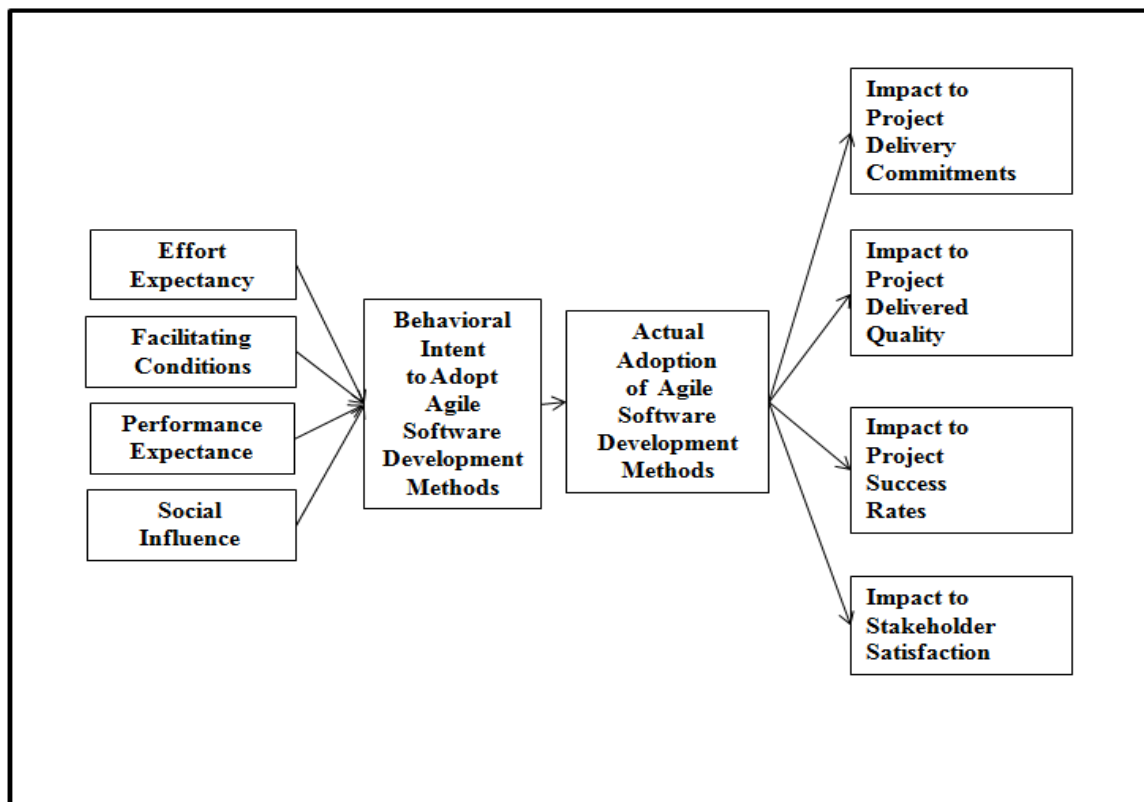 Effort
Expectancy
Facilitating
Conditions
Performance
Expectance
Social
Influence
Behavioral
Intent
to Adopt
Agile
Software
Development
Methods
Actual
Adoption
of Agile
Software
Development
Methods
Impact to
Project
Delivery
Commitments
Impact to
Project
Delivered
Quality
Impact to
Project
Success
Rates
Impact to
Stakeholder
Satisfaction